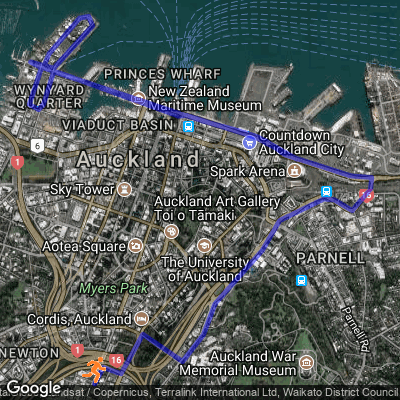 PRINCES WHARF
WYNYARD
QUARTER
New Zealand
Maritime Museum
VIADUCT BASIN
Countdown
Auckland City
6
1
Auckland
Spark Arena
Sky Tower
Auckland Art Gallery
Toi o Tāmaki
Aotea Square
The University
of Auckland
PARNELL
Myers Park
Parnell Rd
Cordis, Auckland
NEWTON
1
16
Auckland War
Memorial Museum
Google
andsat / Copernicus, Terralink International Ltd, Waikato District Council